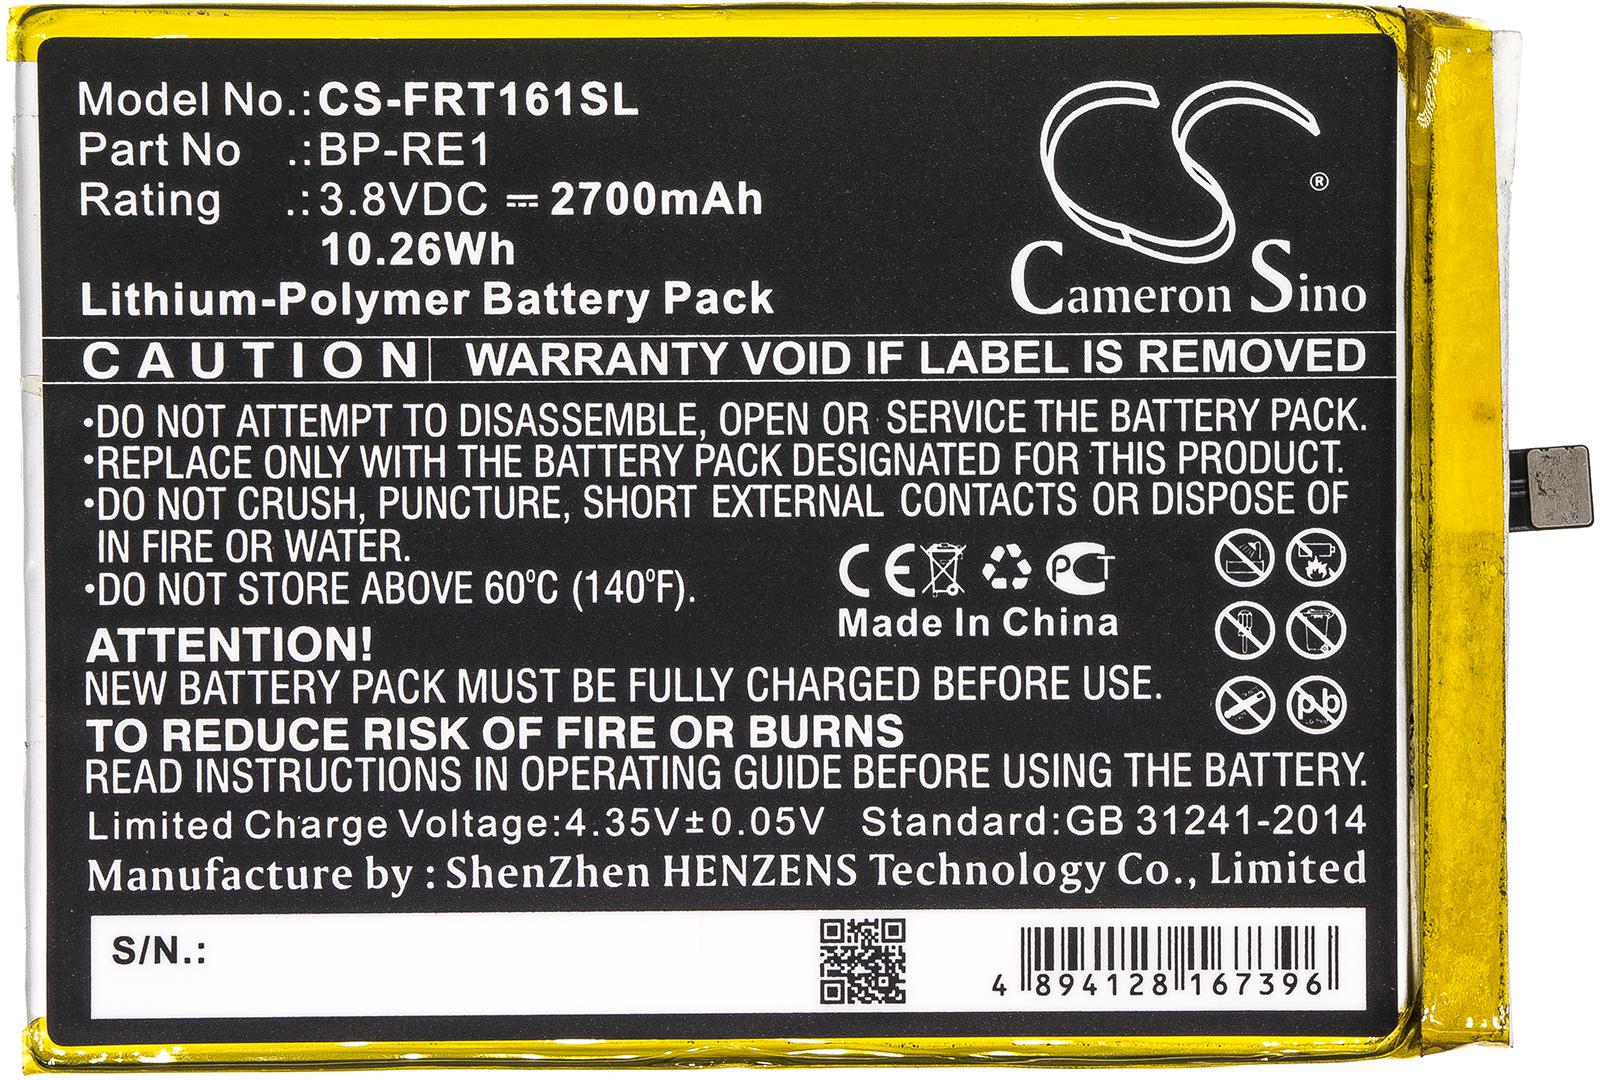 Model No.:CS-FRT161SL
Part No .:BP-RE1
Rating .:3.8VDC ⎓ 2700mAh
10.26Wh
Lithium-Polymer Battery Pack
CS ®
Cameron Sino
CAUTION WARRANTY VOID IF LABEL IS REMOVED
·DO NOT ATTEMPT TO DISASSEMBLE, OPEN OR SERVICE THE BATTERY PACK.
·REPLACE ONLY WITH THE BATTERY PACK DESIGNATED FOR THIS PRODUCT.
·DO NOT CRUSH, PUNCTURE, SHORT EXTERNAL CONTACTS OR DISPOSE OF
IN FIRE OR WATER.
·DO NOT STORE ABOVE 60°C (140°F).
CE PCT
Made In China
Pb
ATTENTION!
NEW BATTERY PACK MUST BE FULLY CHARGED BEFORE USE.
TO REDUCE RISK OF FIRE OR BURNS
READ INSTRUCTIONS IN OPERATING GUIDE BEFORE USING THE BATTERY.
Limited Charge Voltage:4.35V±0.05V Standard:GB 31241-2014
Manufacture by : ShenZhen HENZENS Technology Co., Limited
S/N.:
4 894128 167396